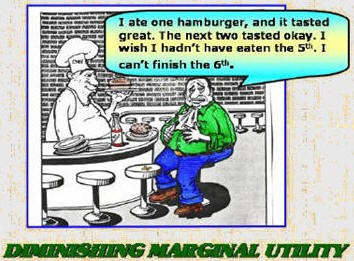 I ate one hamburger, and it tasted
great. The next two tasted okay. I
wish I hadn't have eaten the 5th. I
can't finish the 6th.
CHEF
DIMINISHING MARGINAL UTILITY